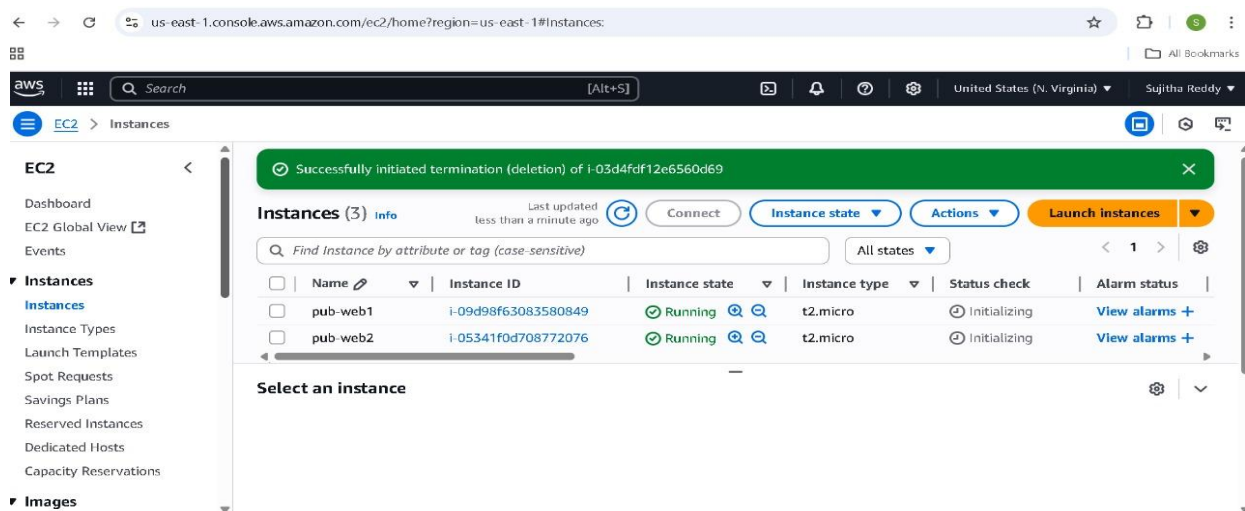 us-east-1.console.aws.amazon.com/ec2/home?region=us-east-1#Instances:
S
All Bookmarks
aws
Search [Alt+S]
United States (N. Virginia)
Sujitha Reddy
EC2 > Instances
EC2
Dashboard
EC2 Global View
Events
Instances
Instances
Instance Types
Launch Templates
Spot Requests
Savings Plans
Reserved Instances
Dedicated Hosts
Capacity Reservations
Images
Successfully initiated termination (deletion) of i-03d4fdf12e6560d69
Instances (3) Info
Last updated
less than a minute ago
Connect
Instance state
Actions
Launch instances
Find Instance by attribute or tag (case-sensitive)
All states
1
Name Instance ID Instance state Instance type Status check Alarm status
pub-web1 i-09d98f63083580849 Running t2.micro Initializing View alarms +
pub-web2 i-05341f0d708772076 Running t2.micro Initializing View alarms +
Select an instance